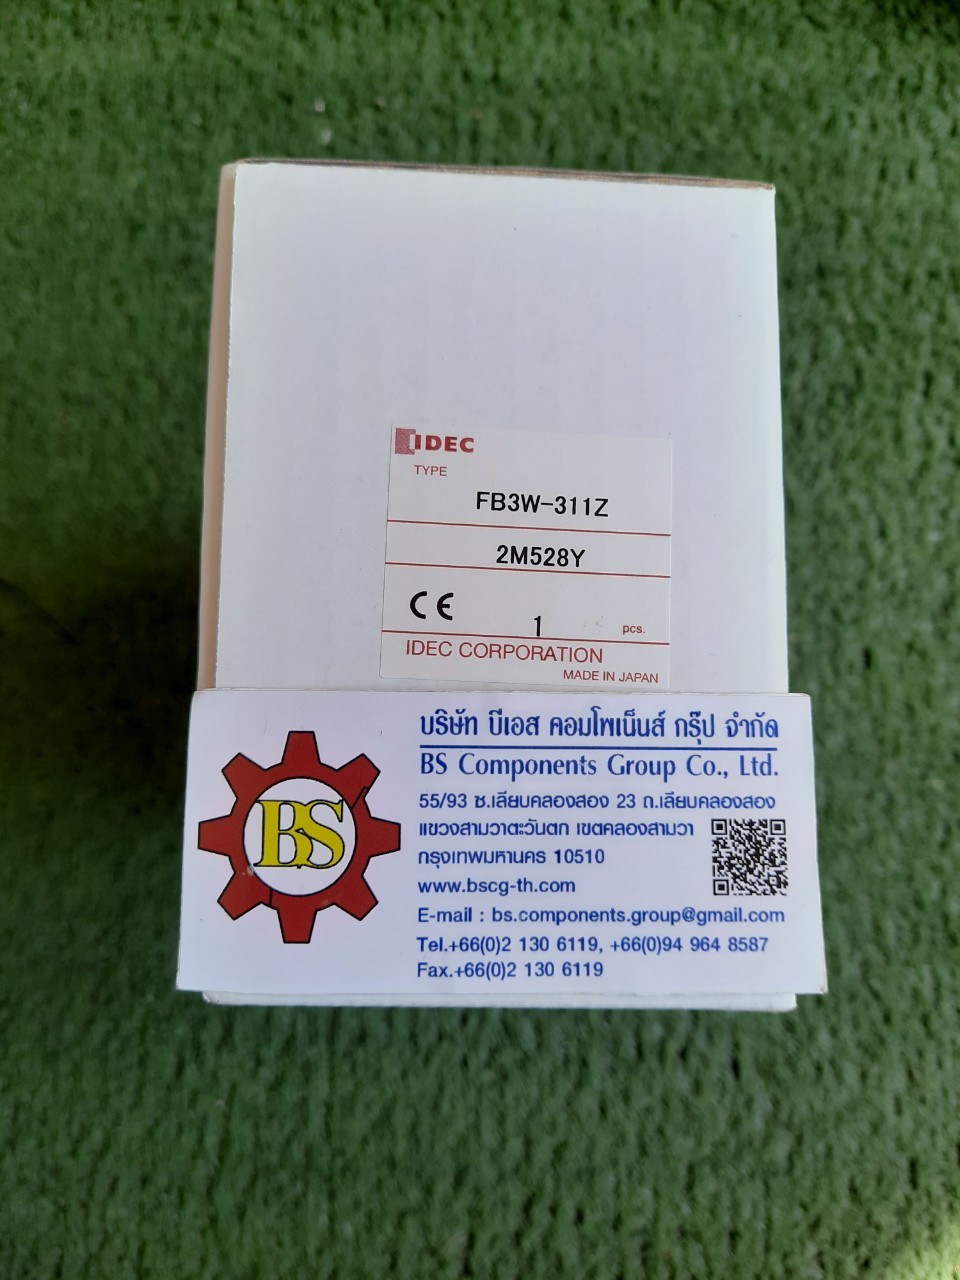 IDEC
TYPE
FB3W-311Z
2M528Y
CE
1 pcs.
IDEC CORPORATION
MADE IN JAPAN
BS
บริษัท บีเอส คอมโพเน็นส์ กรุ๊ป จำกัด
BS Components Group Co., Ltd.
55/93 ซ.เลียบคลองสอง 23 ถ.เลียบคลองสอง
แขวงสามวาตะวันตก เขตคลองสามวา
กรุงเทพมหานคร 10510
www.bscg-th.com
E-mail : bs.components.group@gmail.com
Tel.+66(0)2 130 6119, +66(0)94 964 8587
Fax.+66(0)2 130 6119